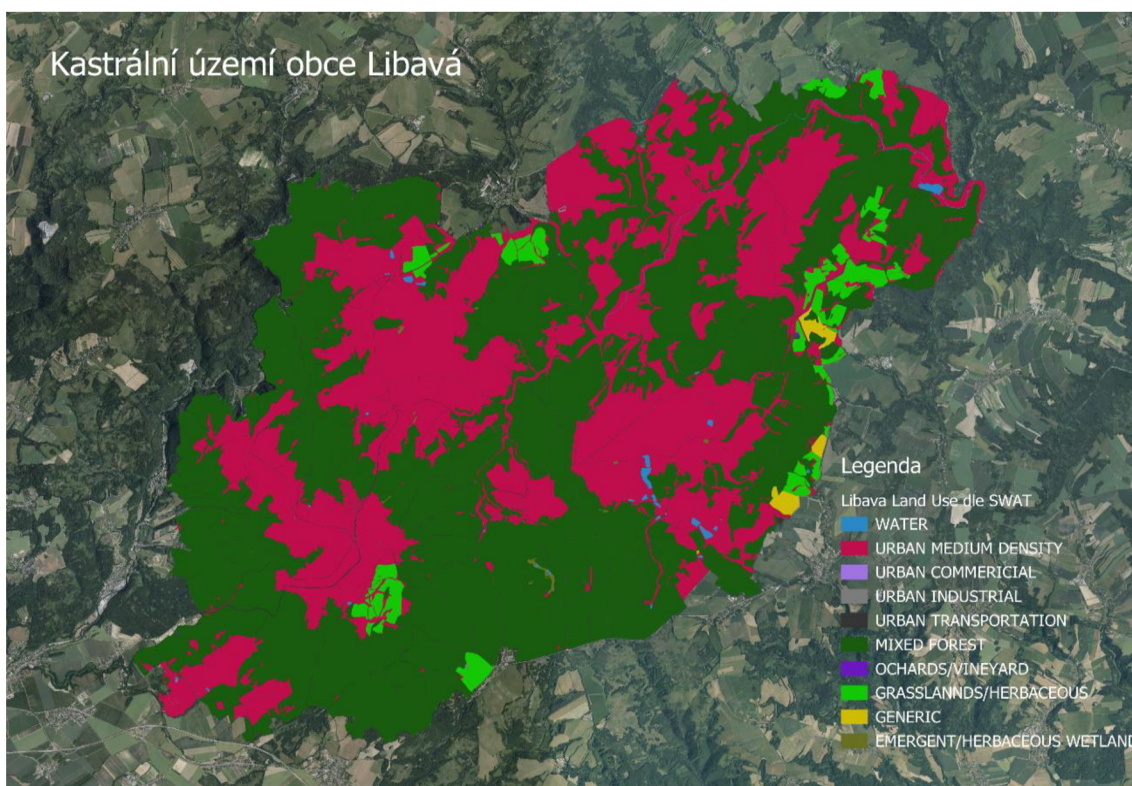 Kastrální území obce Libavá
Legenda
Libava Land Use dle SWAT
WATER
URBAN MEDIUM DENSITY
URBAN COMMERICIAL
URBAN INDUSTRIAL
URBAN TRANSPORTATION
MIXED FOREST
OCHARDS/VINEYARD
GRASSLANNDS/HERBACEOUS
GENERIC
EMERGENT/HERBACEOUS WETLAND